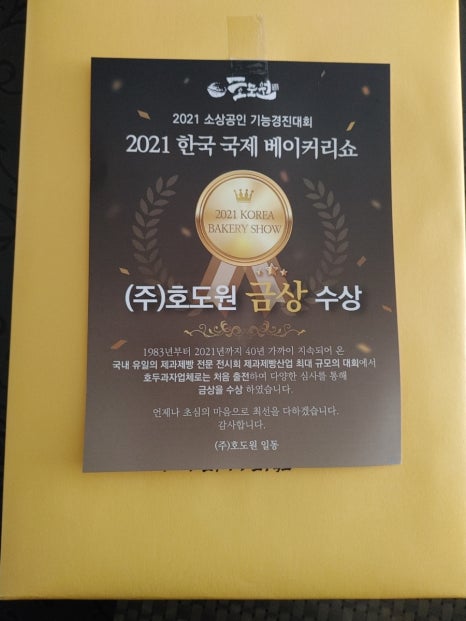 호도원
2021 소상공인 기능경진대회
2021 한국 국제 베이커리쇼
2021 KOREA
BAKERY SHOW
(주)호도원 금상 수상
1983년부터 2021년까지 40년 가까이 지속되어 온
국내 유일의 제과제빵 전문 전시회 제과제빵산업 최대 규모의 대회에서
호두과자업체로는 처음 출전하여 다양한 심사를 통해
금상을 수상 하였습니다.
언제나 초심의 마음으로 최선을 다하겠습니다.
감사합니다.
(주)호도원 일동